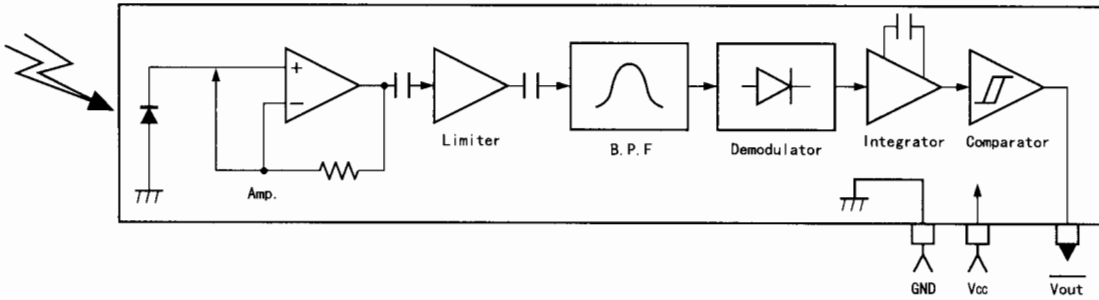 +
−
Amp.
Limiter
B.P.F
Demodulator
Integrator
Comparator
GND
Vcc
Vout